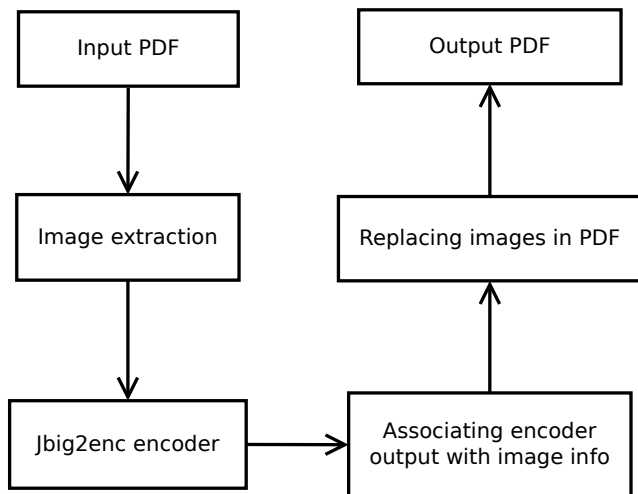 Input PDF
Image extraction
Jbig2enc encoder
Associating encoder
output with image info
Replacing images in PDF
Output PDF